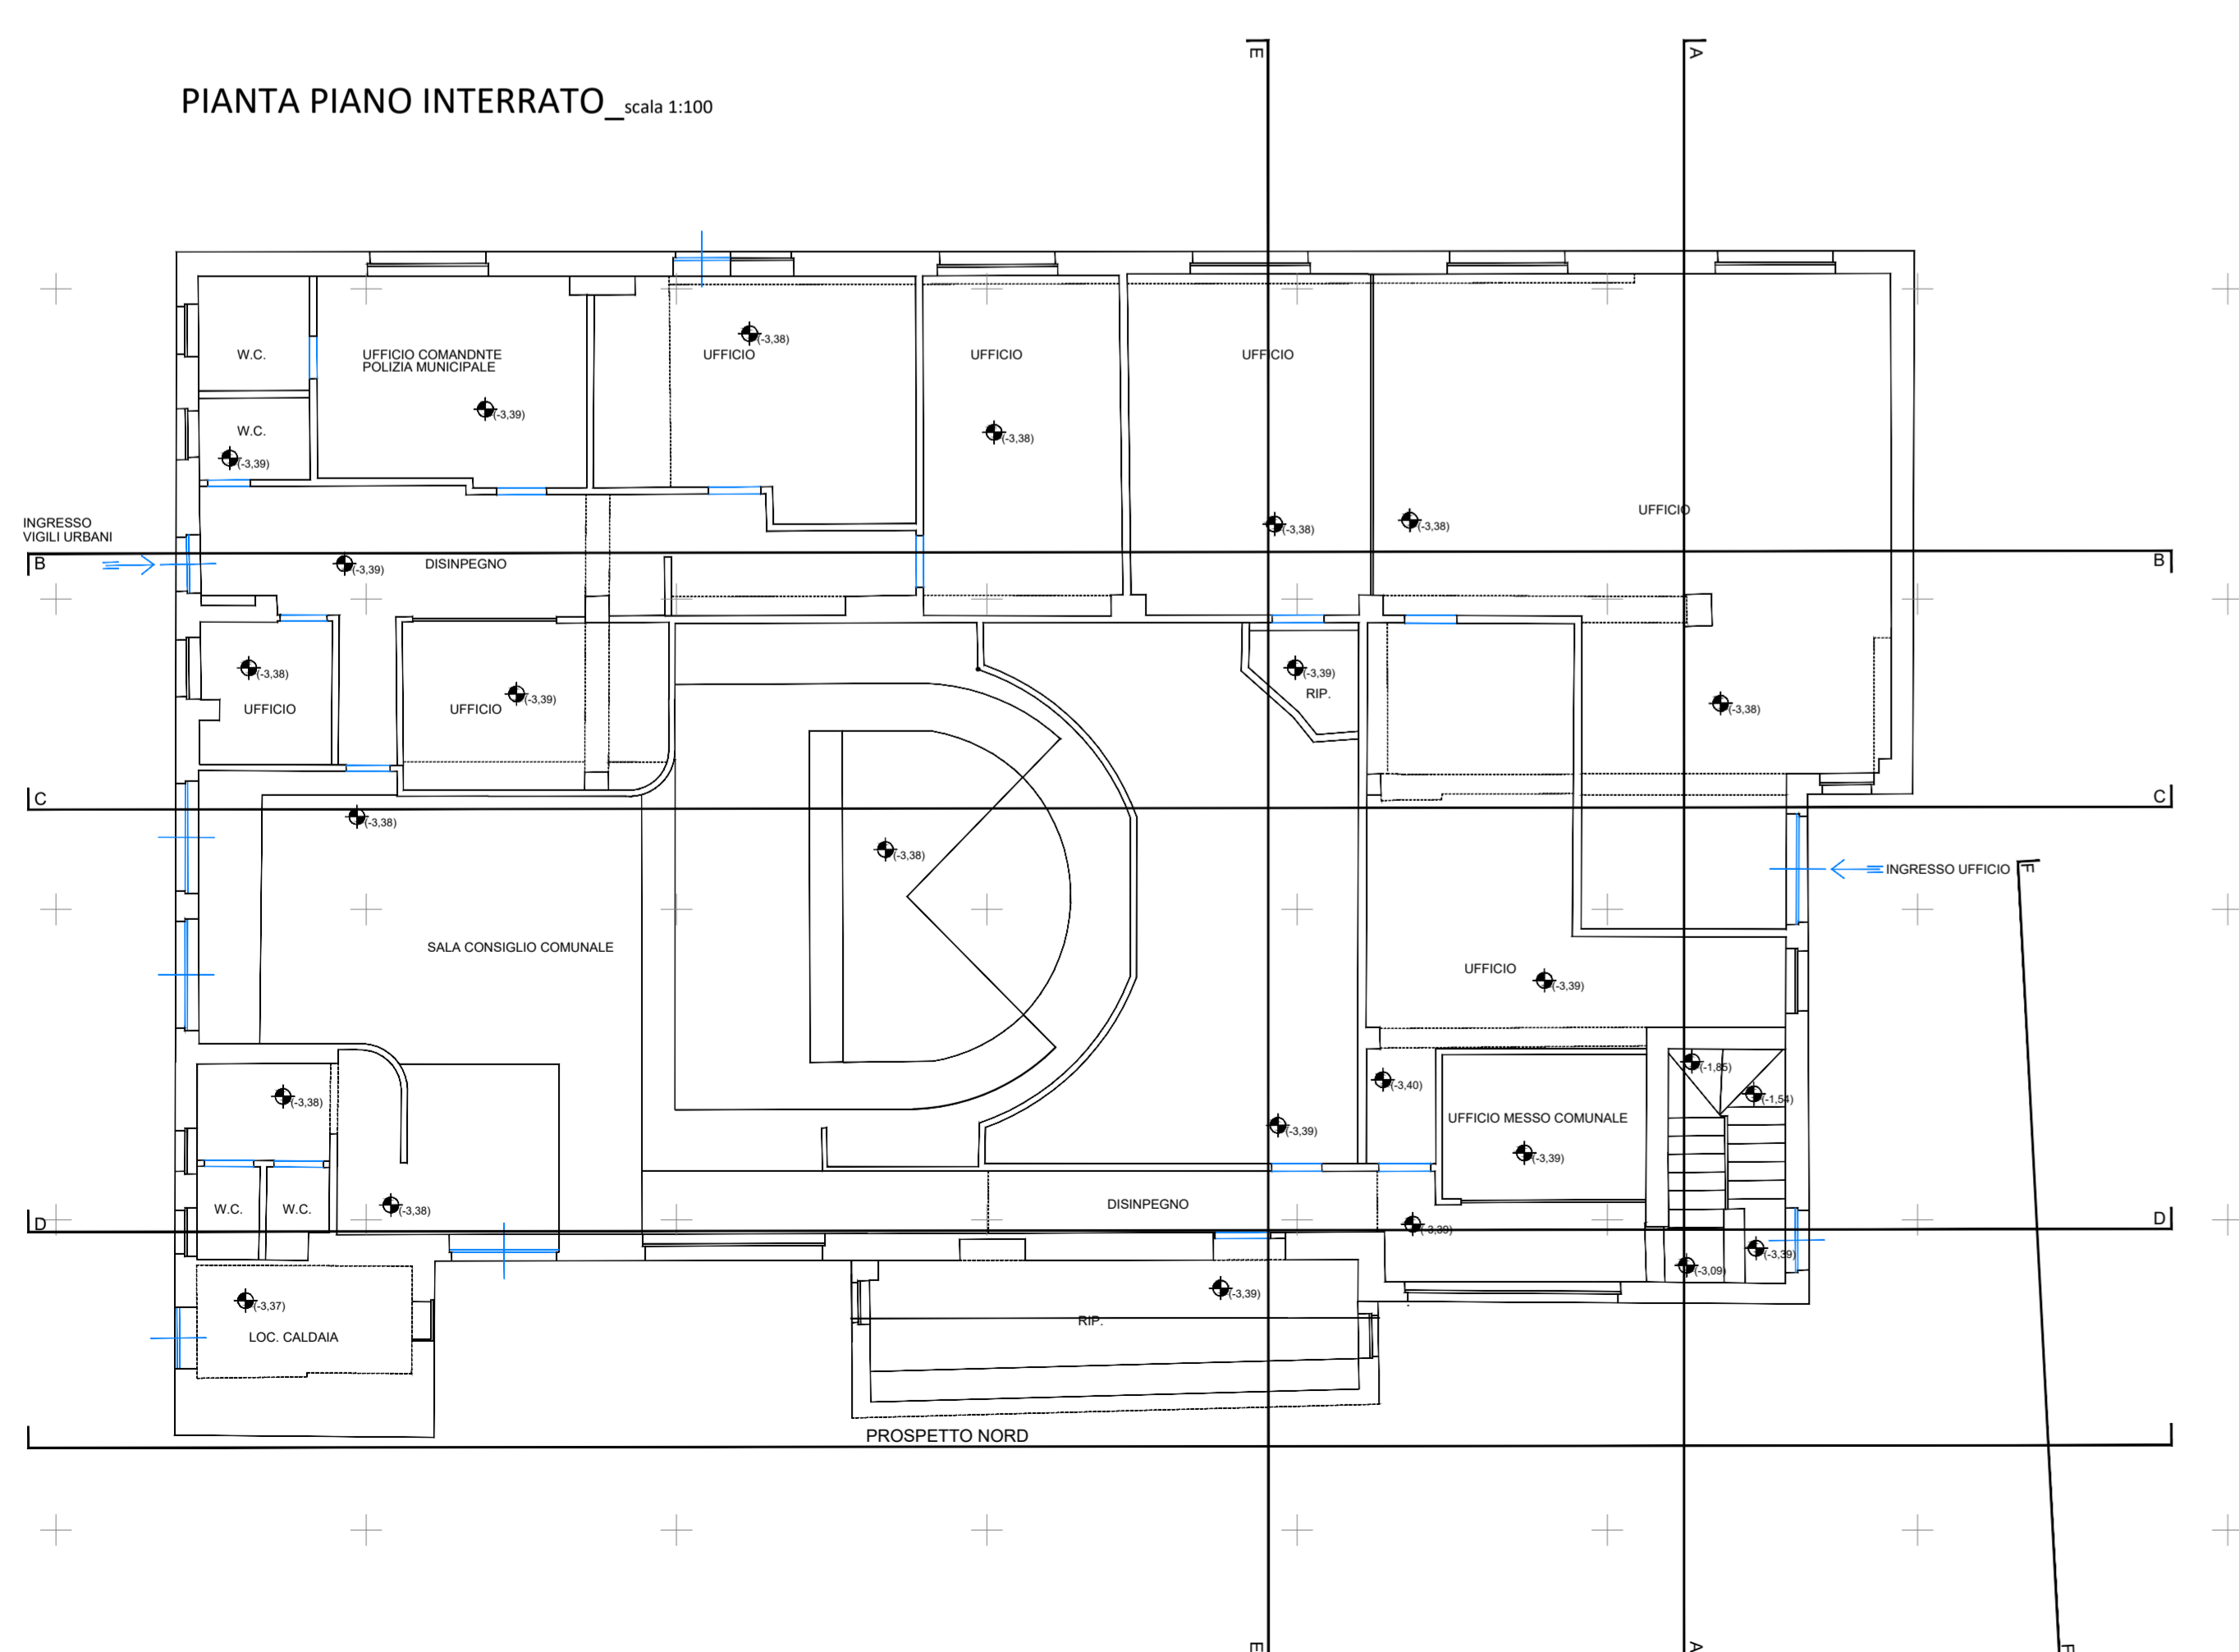 E
A
PIANTA PIANO INTERRATO_scala 1:100
(-3,38)
W.C.
UFFICIO COMANDNTE
POLIZIA MUNICIPALE
UFFICIO
UFFICIO
UFFICIO
(-3,39)
W.C.
(-3,38)
(-3,39)
UFFICIO
INGRESSO
VIGILI URBANI
(-3,38)
(-3,38)
B
(-3,39)
DISINPEGNO
B
(-3,38)
(-3,39)
(-3,39)
RIP.
UFFICIO
UFFICIO
(-3,38)
C
C
(-3,38)
(-3,38)
INGRESSO UFFICIO
F
SALA CONSIGLIO COMUNALE
UFFICIO
(-3,39)
(-1,85)
(-3,40)
(-3,38)
(-1,54)
UFFICIO MESSO COMUNALE
(-3,39)
(-3,39)
W.C.
W.C.
(-3,38)
DISINPEGNO
D
D
(-3,39)
(-3,39)
(-3,09)
(-3,39)
(-3,37)
RIP.
LOC. CALDAIA
PROSPETTO NORD
E
A
F